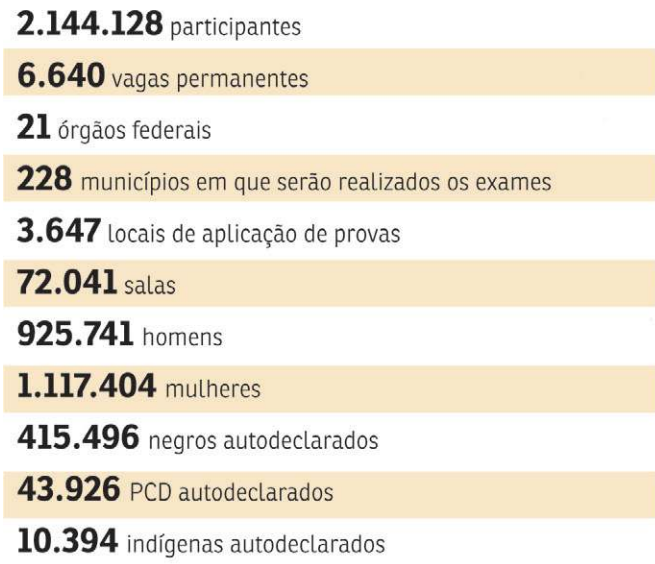 2.144.128 participantes
6.640 vagas permanentes
21 órgãos federais
228 municípios em que serão realizados os exames
3.647 locais de aplicação de provas
72.041 salas
925.741 homens
1.117.404 mulheres
415.496 negros autodeclarados
43.926 PCD autodeclarados
10.394 indígenas autodeclarados